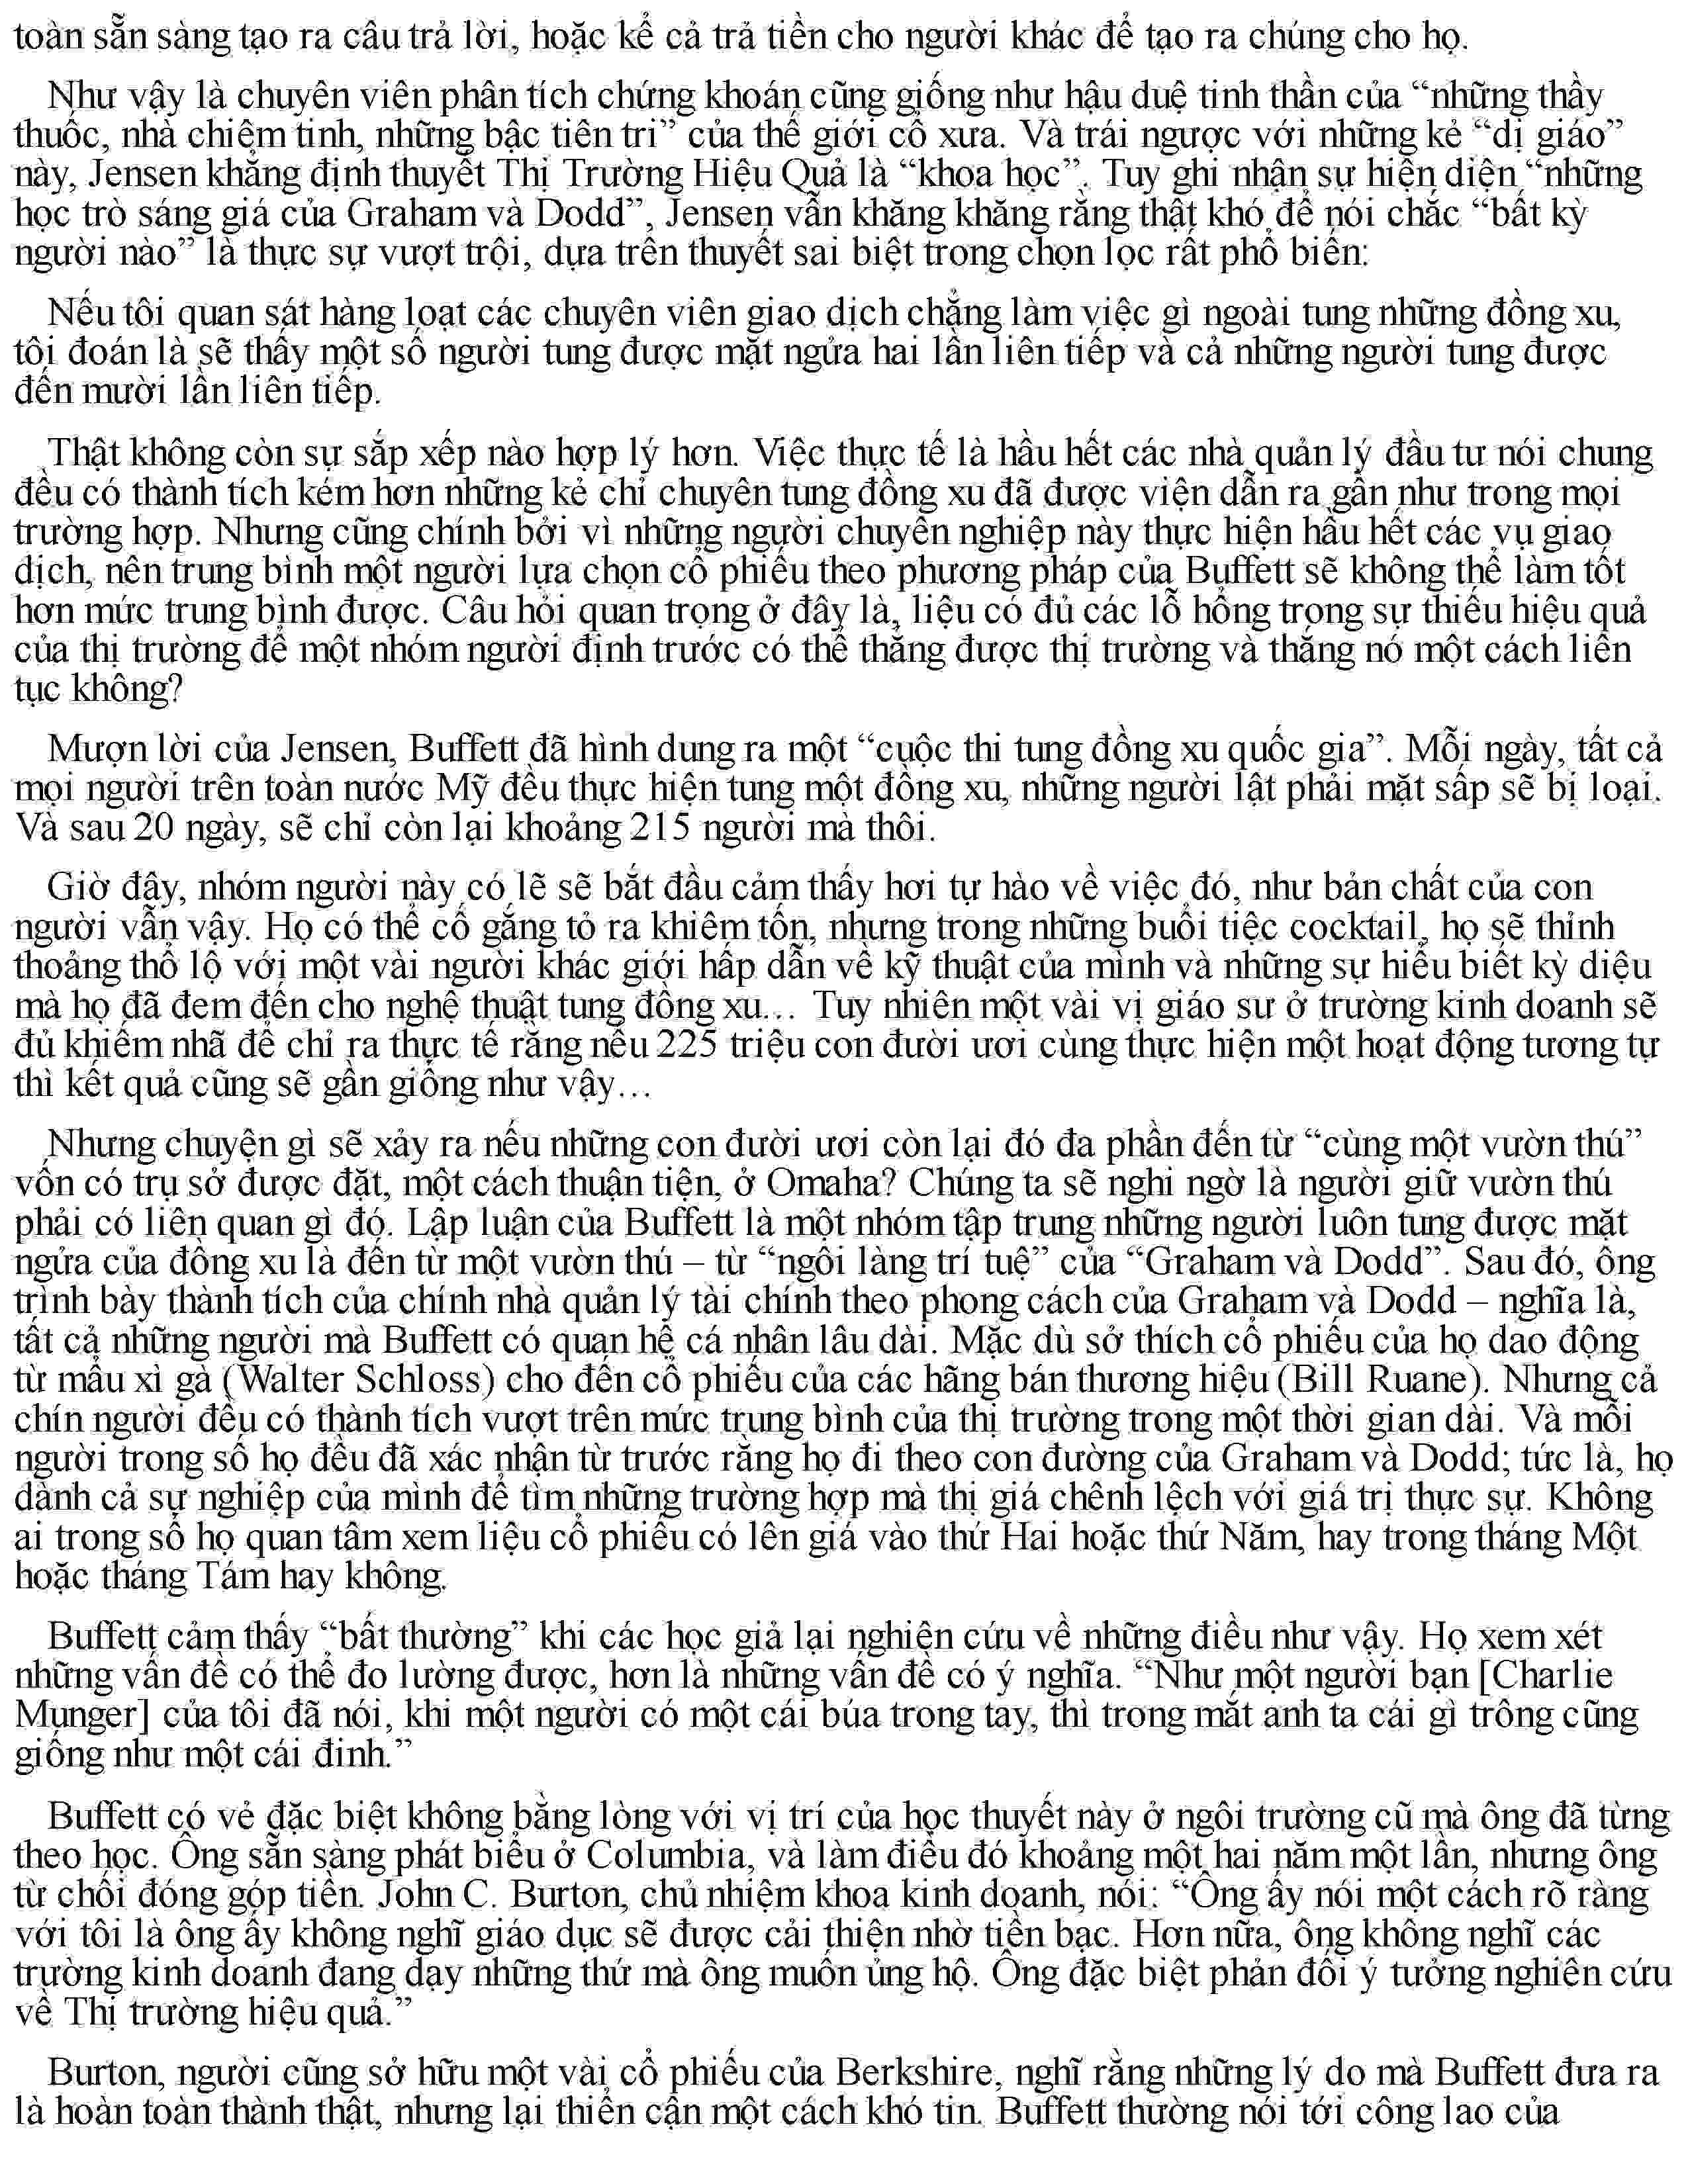 toàn sẵn sàng tạo ra câu trả lời, hoặc kể cả trả tiền cho người khác để tạo ra chúng cho họ.
Như vậy là chuyên viên phân tích chứng khoán cũng giống như hậu duệ tinh thần của “những thầy
thuốc, nhà chiêm tinh, những bậc tiên tri” của thế giới cổ xưa. Và trái ngược với những kẻ “dị giáo”
này, Jensen khẳng định thuyết Thị Trường Hiệu Quả là “khoa học”. Tuy ghi nhận sự hiện diện “những
học trò sáng giá của Graham và Dodd”, Jensen vẫn khăng khăng rằng thật khó để nói chắc “bất kỳ
người nào” là thực sự vượt trội, dựa trên thuyết sai biệt trong chọn lọc rất phổ biến:
Nếu tôi quan sát hàng loạt các chuyên viên giao dịch chẳng làm việc gì ngoài tung những đồng xu,
tôi đoán là sẽ thấy một số người tung được mặt ngửa hai lần liên tiếp và cả những người tung được
đến mười lần liên tiếp.
Thật không còn sự sắp xếp nào hợp lý hơn. Việc thực tế là hầu hết các nhà quản lý đầu tư nói chung
đều có thành tích kém hơn những kẻ chỉ chuyên tung đồng xu đã được viện dẫn ra gần như trong mọi
trường hợp. Nhưng cũng chính bởi vì những người chuyên nghiệp này thực hiện hầu hết các vụ giao
dịch, nên trung bình một người lựa chọn cổ phiếu theo phương pháp của Buffett sẽ không thể làm tốt
hơn mức trung bình được. Câu hỏi quan trọng ở đây là, liệu có đủ các lỗ hổng trong sự thiếu hiệu quả
của thị trường để một nhóm người định trước có thể thắng được thị trường và thắng nó một cách liên
tục không?
Mượn lời của Jensen, Buffett đã hình dung ra một “cuộc thi tung đồng xu quốc gia”. Mỗi ngày, tất cả
mọi người trên toàn nước Mỹ đều thực hiện tung một đồng xu, những người lật phải mặt sấp sẽ bị loại.
Và sau 20 ngày, sẽ chỉ còn lại khoảng 215 người mà thôi.
Giờ đây, nhóm người này có lẽ sẽ bắt đầu cảm thấy hơi tự hào về việc đó, như bản chất của con
người vẫn vậy. Họ có thể cố gắng tỏ ra khiêm tốn, nhưng trong những buổi tiệc cocktail, họ sẽ thỉnh
thoảng thổ lộ với một vài người khác giới hấp dẫn về kỹ thuật của mình và những sự hiểu biết kỳ diệu
mà họ đã đem đến cho nghệ thuật tung đồng xu… Tuy nhiên một vài vị giáo sư ở trường kinh doanh sẽ
đủ khiếm nhã để chỉ ra thực tế rằng nếu 225 triệu con đười ươi cùng thực hiện một hoạt động tương tự
thì kết quả cũng sẽ gần giống như vậy…
Nhưng chuyện gì sẽ xảy ra nếu những con đười ươi còn lại đó đa phần đến từ “cùng một vườn thú”
vốn có trụ sở được đặt, một cách thuận tiện, ở Omaha? Chúng ta sẽ nghi ngờ là người giữ vườn thú
phải có liên quan gì đó. Lập luận của Buffett là một nhóm tập trung những người luôn tung được mặt
ngửa của đồng xu là đến từ một vườn thú – từ “ngôi làng trí tuệ” của “Graham và Dodd”. Sau đó, ông
trình bày thành tích của chính nhà quản lý tài chính theo phong cách của Graham và Dodd – nghĩa là,
tất cả những người mà Buffett có quan hệ cá nhân lâu dài. Mặc dù sở thích cổ phiếu của họ dao động
từ mẩu xì gà (Walter Schloss) cho đến cổ phiếu của các hãng bán thương hiệu (Bill Ruane). Nhưng cả
chín người đều có thành tích vượt trên mức trung bình của thị trường trong một thời gian dài. Và mỗi
người trong số họ đều đã xác nhận từ trước rằng họ đi theo con đường của Graham và Dodd; tức là, họ
dành cả sự nghiệp của mình để tìm những trường hợp mà thị giá chênh lệch với giá trị thực sự. Không
ai trong số họ quan tâm xem liệu cổ phiếu có lên giá vào thứ Hai hoặc thứ Năm, hay trong tháng Một
hoặc tháng Tám hay không.
Buffett cảm thấy “bất thường” khi các học giả lại nghiên cứu về những điều như vậy. Họ xem xét
những vấn đề có thể đo lường được, hơn là những vấn đề có ý nghĩa. “Như một người bạn [Charlie
Munger] của tôi đã nói, khi một người có một cái búa trong tay, thì trong mắt anh ta cái gì trông cũng
giống như một cái đinh.”
Buffett có vẻ đặc biệt không bằng lòng với vị trí của học thuyết này ở ngôi trường cũ mà ông đã từng
theo học. Ông sẵn sàng phát biểu ở Columbia, và làm điều đó khoảng một hai năm một lần, nhưng ông
từ chối đóng góp tiền. John C. Burton, chủ nhiệm khoa kinh doanh, nói: “Ông ấy nói một cách rõ ràng
với tôi là ông ấy không nghĩ giáo dục sẽ được cải thiện nhờ tiền bạc. Hơn nữa, ông không nghĩ các
trường kinh doanh đang dạy những thứ mà ông muốn ủng hộ. Ông đặc biệt phản đối ý tưởng nghiên cứu
về Thị trường hiệu quả.”
Burton, người cũng sở hữu một vài cổ phiếu của Berkshire, nghĩ rằng những lý do mà Buffett đưa ra
là hoàn toàn thành thật, nhưng lại thiển cận một cách khó tin. Buffett thường nói tới công lao của